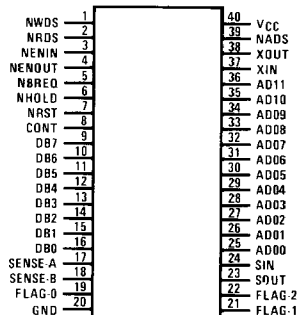 NWDS 1
NRDS 2
NENIN 3
NENOUT 4
NBREQ 5
NHOLD 6
NRST 7
CONT 8
DB7 9
DB6 10
DB5 11
DB4 12
DB3 13
DB2 14
DB1 15
DB0 16
SENSE-A 17
SENSE-B 18
FLAG-0 19
GND 20
40 VCC
39 NADS
38 XOUT
37 XIN
36 AD11
35 AD10
34 AD09
33 AD08
32 AD07
31 AD06
30 AD05
29 AD04
28 AD03
27 AD02
26 AD01
25 AD00
24 SIN
23 SOUT
22 FLAG-2
21 FLAG-1